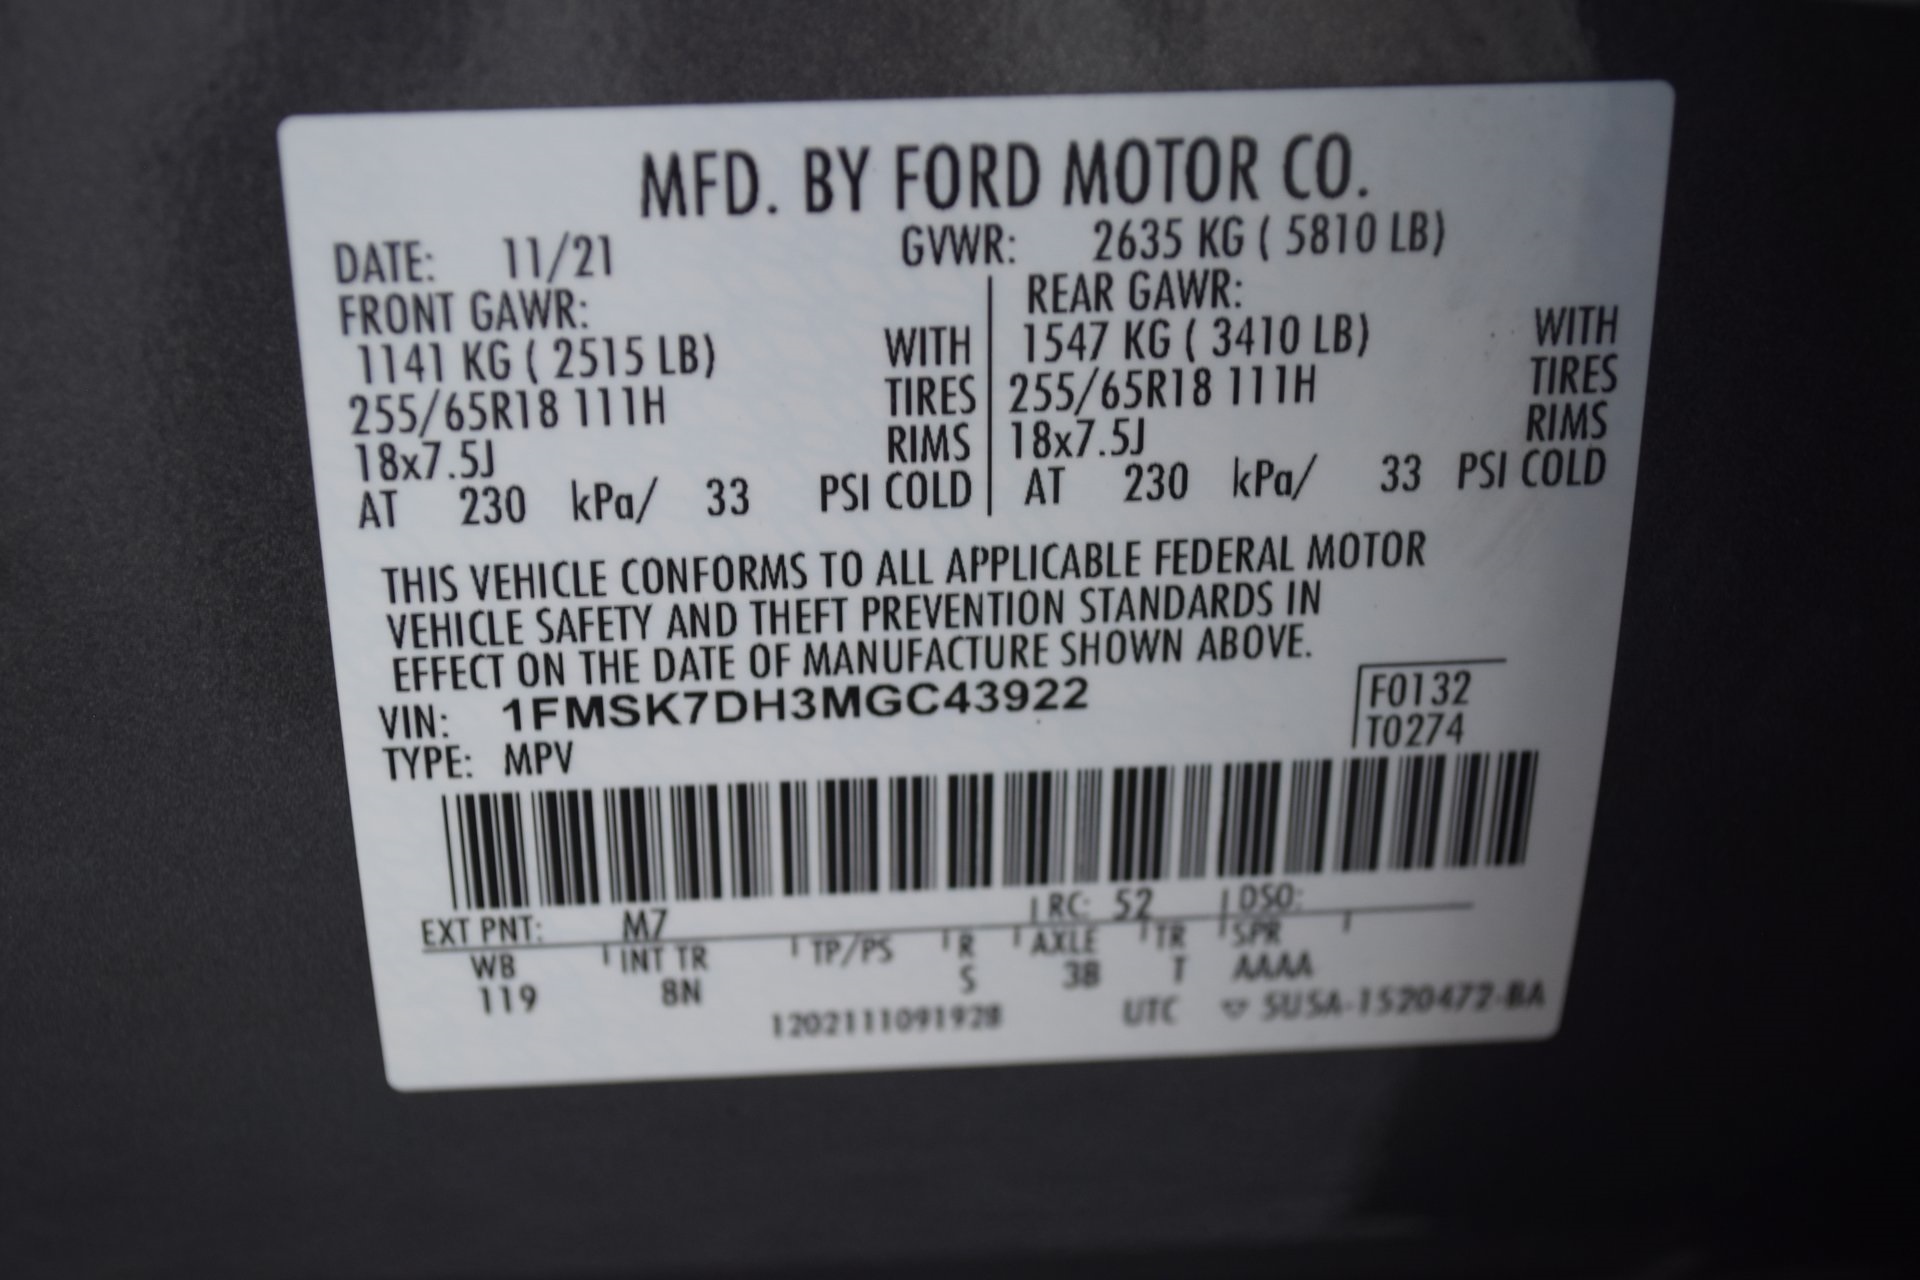 MFD. BY FORD MOTOR CO.
DATE: 11/21 GVWR: 2635 KG ( 5810 LB)
FRONT GAWR: REAR GAWR:
1141 KG ( 2515 LB) WITH 1547 KG ( 3410 LB) WITH
255/65R18 111H TIRES 255/65R18 111H TIRES
18x7.5J RIMS 18x7.5J RIMS
AT 230 kPa/ 33 PSI COLD AT 230 kPa/ 33 PSI COLD
THIS VEHICLE CONFORMS TO ALL APPLICABLE FEDERAL MOTOR
VEHICLE SAFETY AND THEFT PREVENTION STANDARDS IN
EFFECT ON THE DATE OF MANUFACTURE SHOWN ABOVE.
VIN: 1FMSK7DH3MGC43922 F0132
TYPE: MPV T0274
EXT PNT: M7 RC: 52 DSO:
WB INT TR TP/PS R AXLE TR SPR
119 8N S 3B T AAAA
1202111091928 UTC 5U5A-1520472-BA